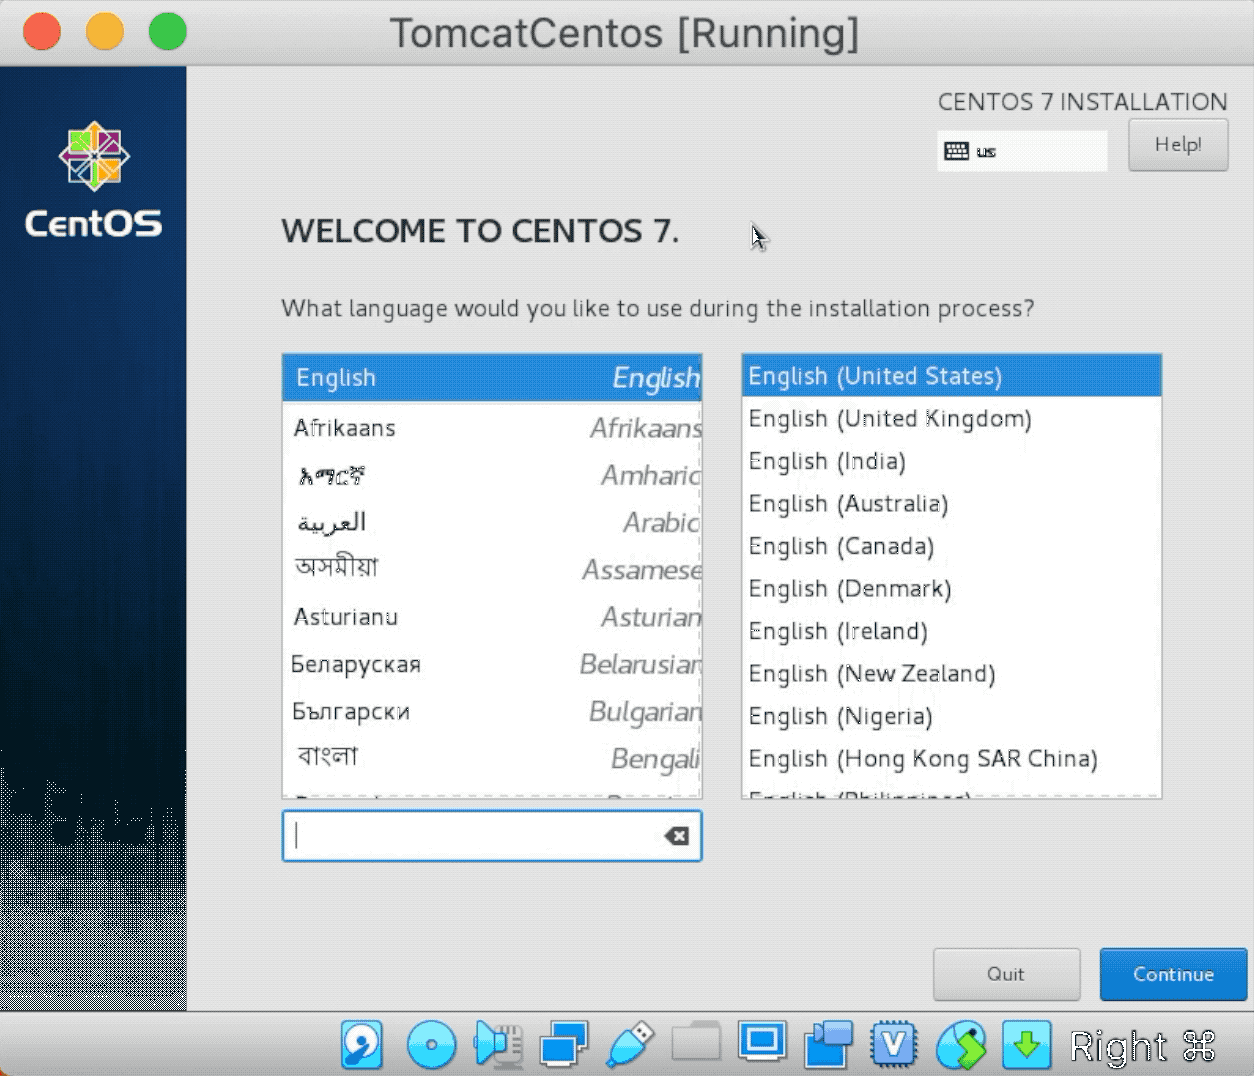 TomcatCentos [Running]
CentOS
CENTOS 7 INSTALLATION
us
Help!
WELCOME TO CENTOS 7.
What language would you like to use during the installation process?
English English
Afrikaans Afrikaans
አማርኛ Amharic
العربية Arabic
অসমীয়া Assamese
Asturianu Asturian
Беларуская Belarusian
Български Bulgarian
বাংলা Bengali
English (United States)
English (United Kingdom)
English (India)
English (Australia)
English (Canada)
English (Denmark)
English (Ireland)
English (New Zealand)
English (Nigeria)
English (Hong Kong SAR China)
English (Philippines)
Quit
Continue
V
Right ⌘